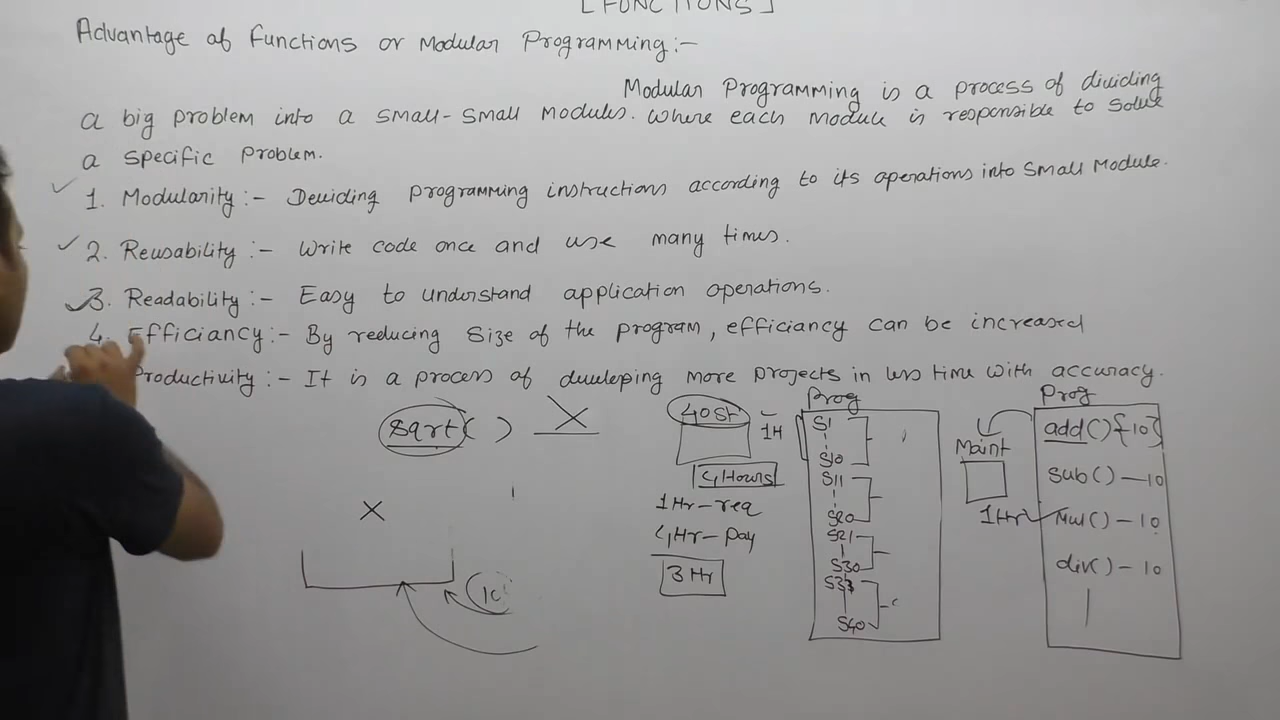 [FUNCTIONS]
Advantage of Functions or Modular Programming:-
Modular Programming is a process of dividing
a big problem into a small-small modules. Where each module is responsible to solve
a specific problem.
1. Modularity:- Deviding programming instructions according to its operations into small Module.
2. Reusability:- Write code once and use many times.
3. Readability:- Easy to understand application operations.
4. Efficiancy:- By reducing size of the program, efficiancy can be increased
Productivity:- It is a process of developing more projects in less time with accuracy.
sqrt( )
X
X
10
40St
1H
4Hours
1Hr-req
4Hr-pay
3Hr
Prog
S1
S10
S11
S20
S21
S30
S33
S40
Maint
1Hr
Prog
add(){10}
sub()-10
Mul()-10
div()-10